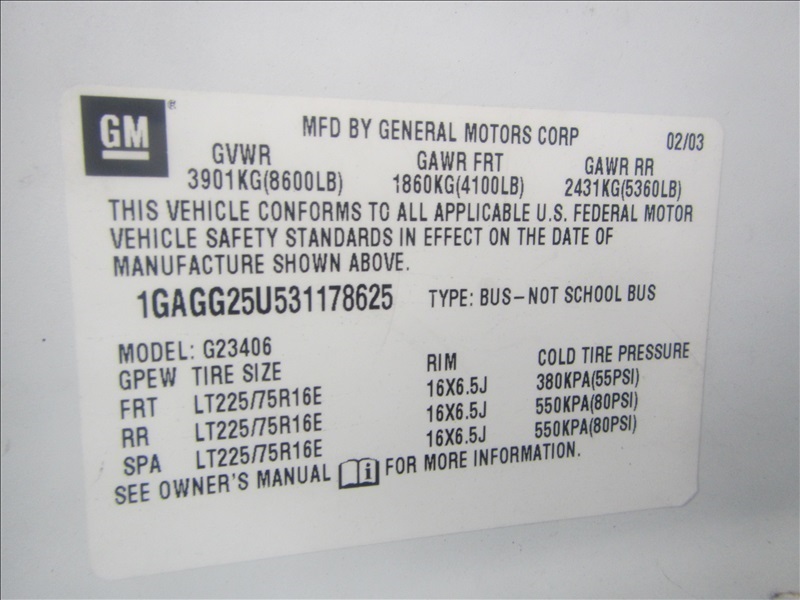 GM ®
MFD BY GENERAL MOTORS CORP 02/03
GVWR GAWR FRT GAWR RR
3901KG(8600LB) 1860KG(4100LB) 2431KG(5360LB)
THIS VEHICLE CONFORMS TO ALL APPLICABLE U.S. FEDERAL MOTOR
VEHICLE SAFETY STANDARDS IN EFFECT ON THE DATE OF
MANUFACTURE SHOWN ABOVE.
1GAGG25U531178625 TYPE: BUS-NOT SCHOOL BUS
MODEL: G23406
GPEW TIRE SIZE RIM COLD TIRE PRESSURE
FRT LT225/75R16E 16X6.5J 380KPA(55PSI)
RR LT225/75R16E 16X6.5J 550KPA(80PSI)
SPA LT225/75R16E 16X6.5J 550KPA(80PSI)
SEE OWNER'S MANUAL i FOR MORE INFORMATION.